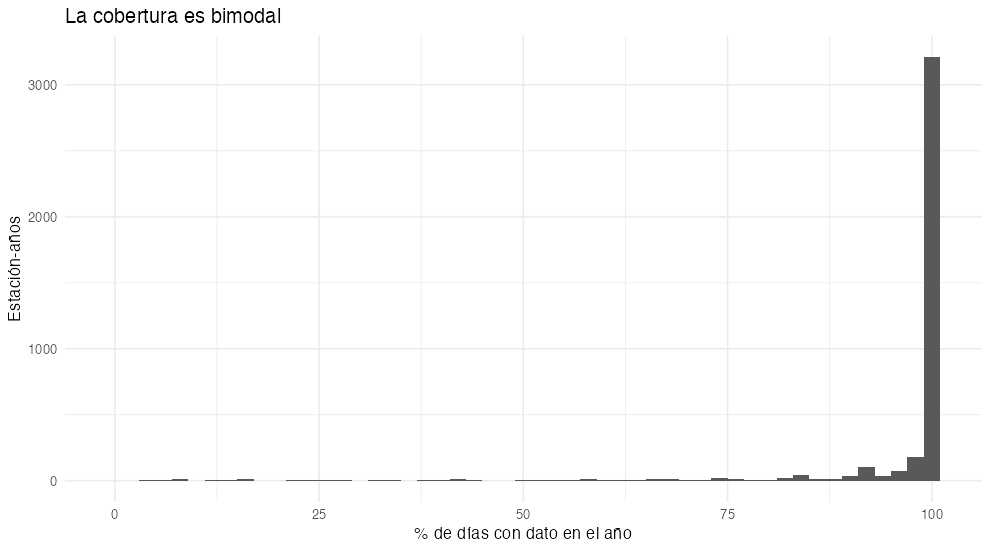 La cobertura es bimodal
Estación-años
3000
2000
1000
0
0 25 50 75 100
% de días con dato en el año